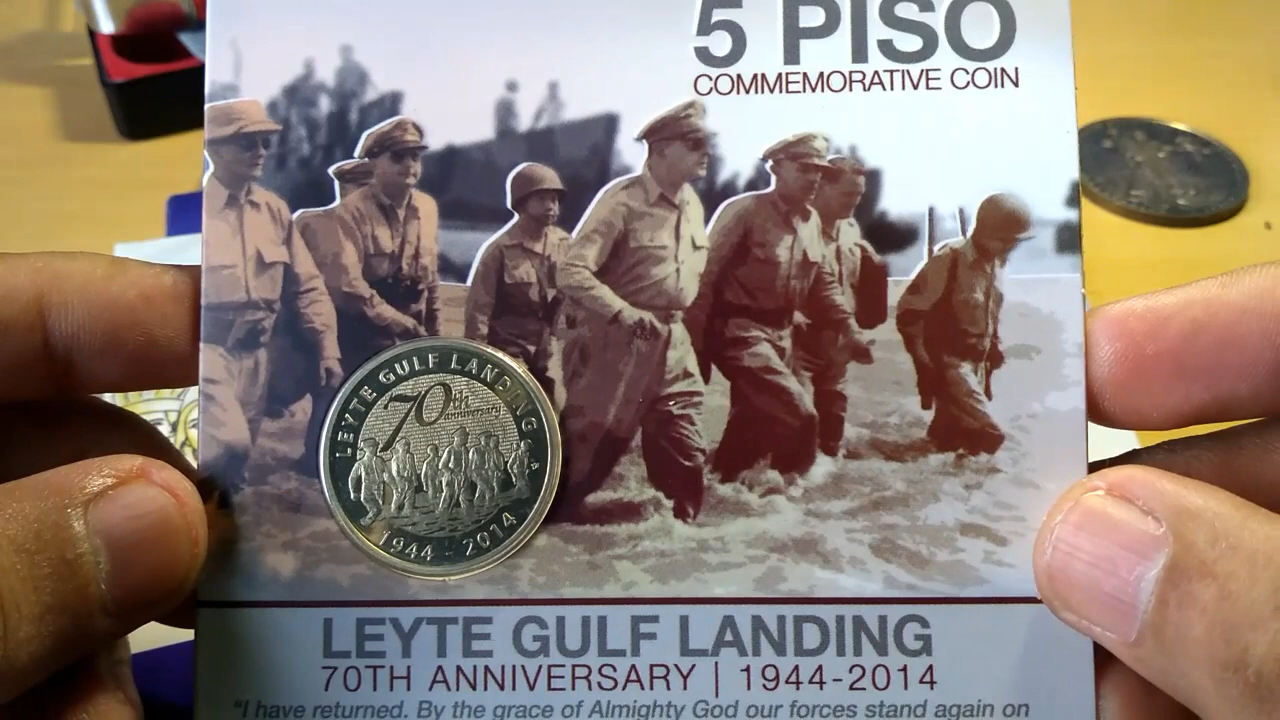 5 PISO
COMMEMORATIVE COIN
LEYTE GULF LANDING
70th
anniversary
1944 - 2014
LEYTE GULF LANDING
70TH ANNIVERSARY | 1944-2014
"I have returned. By the grace of Almighty God our forces stand again on